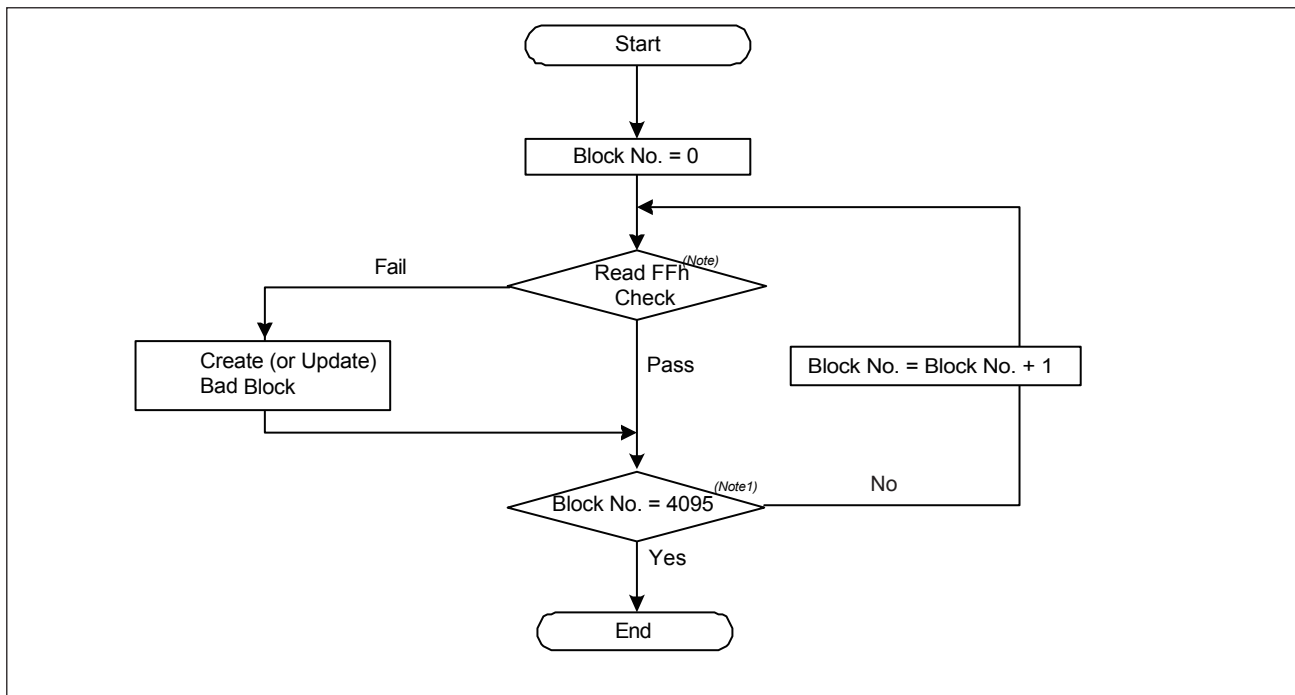 Start
Block No. = 0
(Note)
Read FFh
Check
Fail
Pass
Create (or Update)
Bad Block
Block No. = Block No. + 1
(Note1)
Block No. = 4095
No
Yes
End